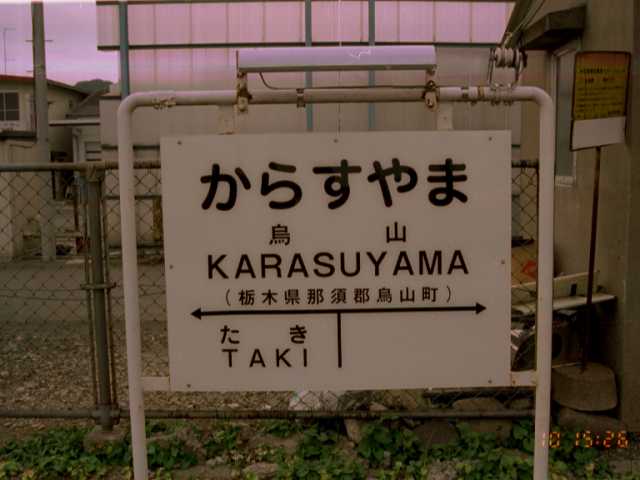 からすやま
烏 山
KARASUYAMA
（栃木県那須郡烏山町）
たき
TAKI
10 15:26